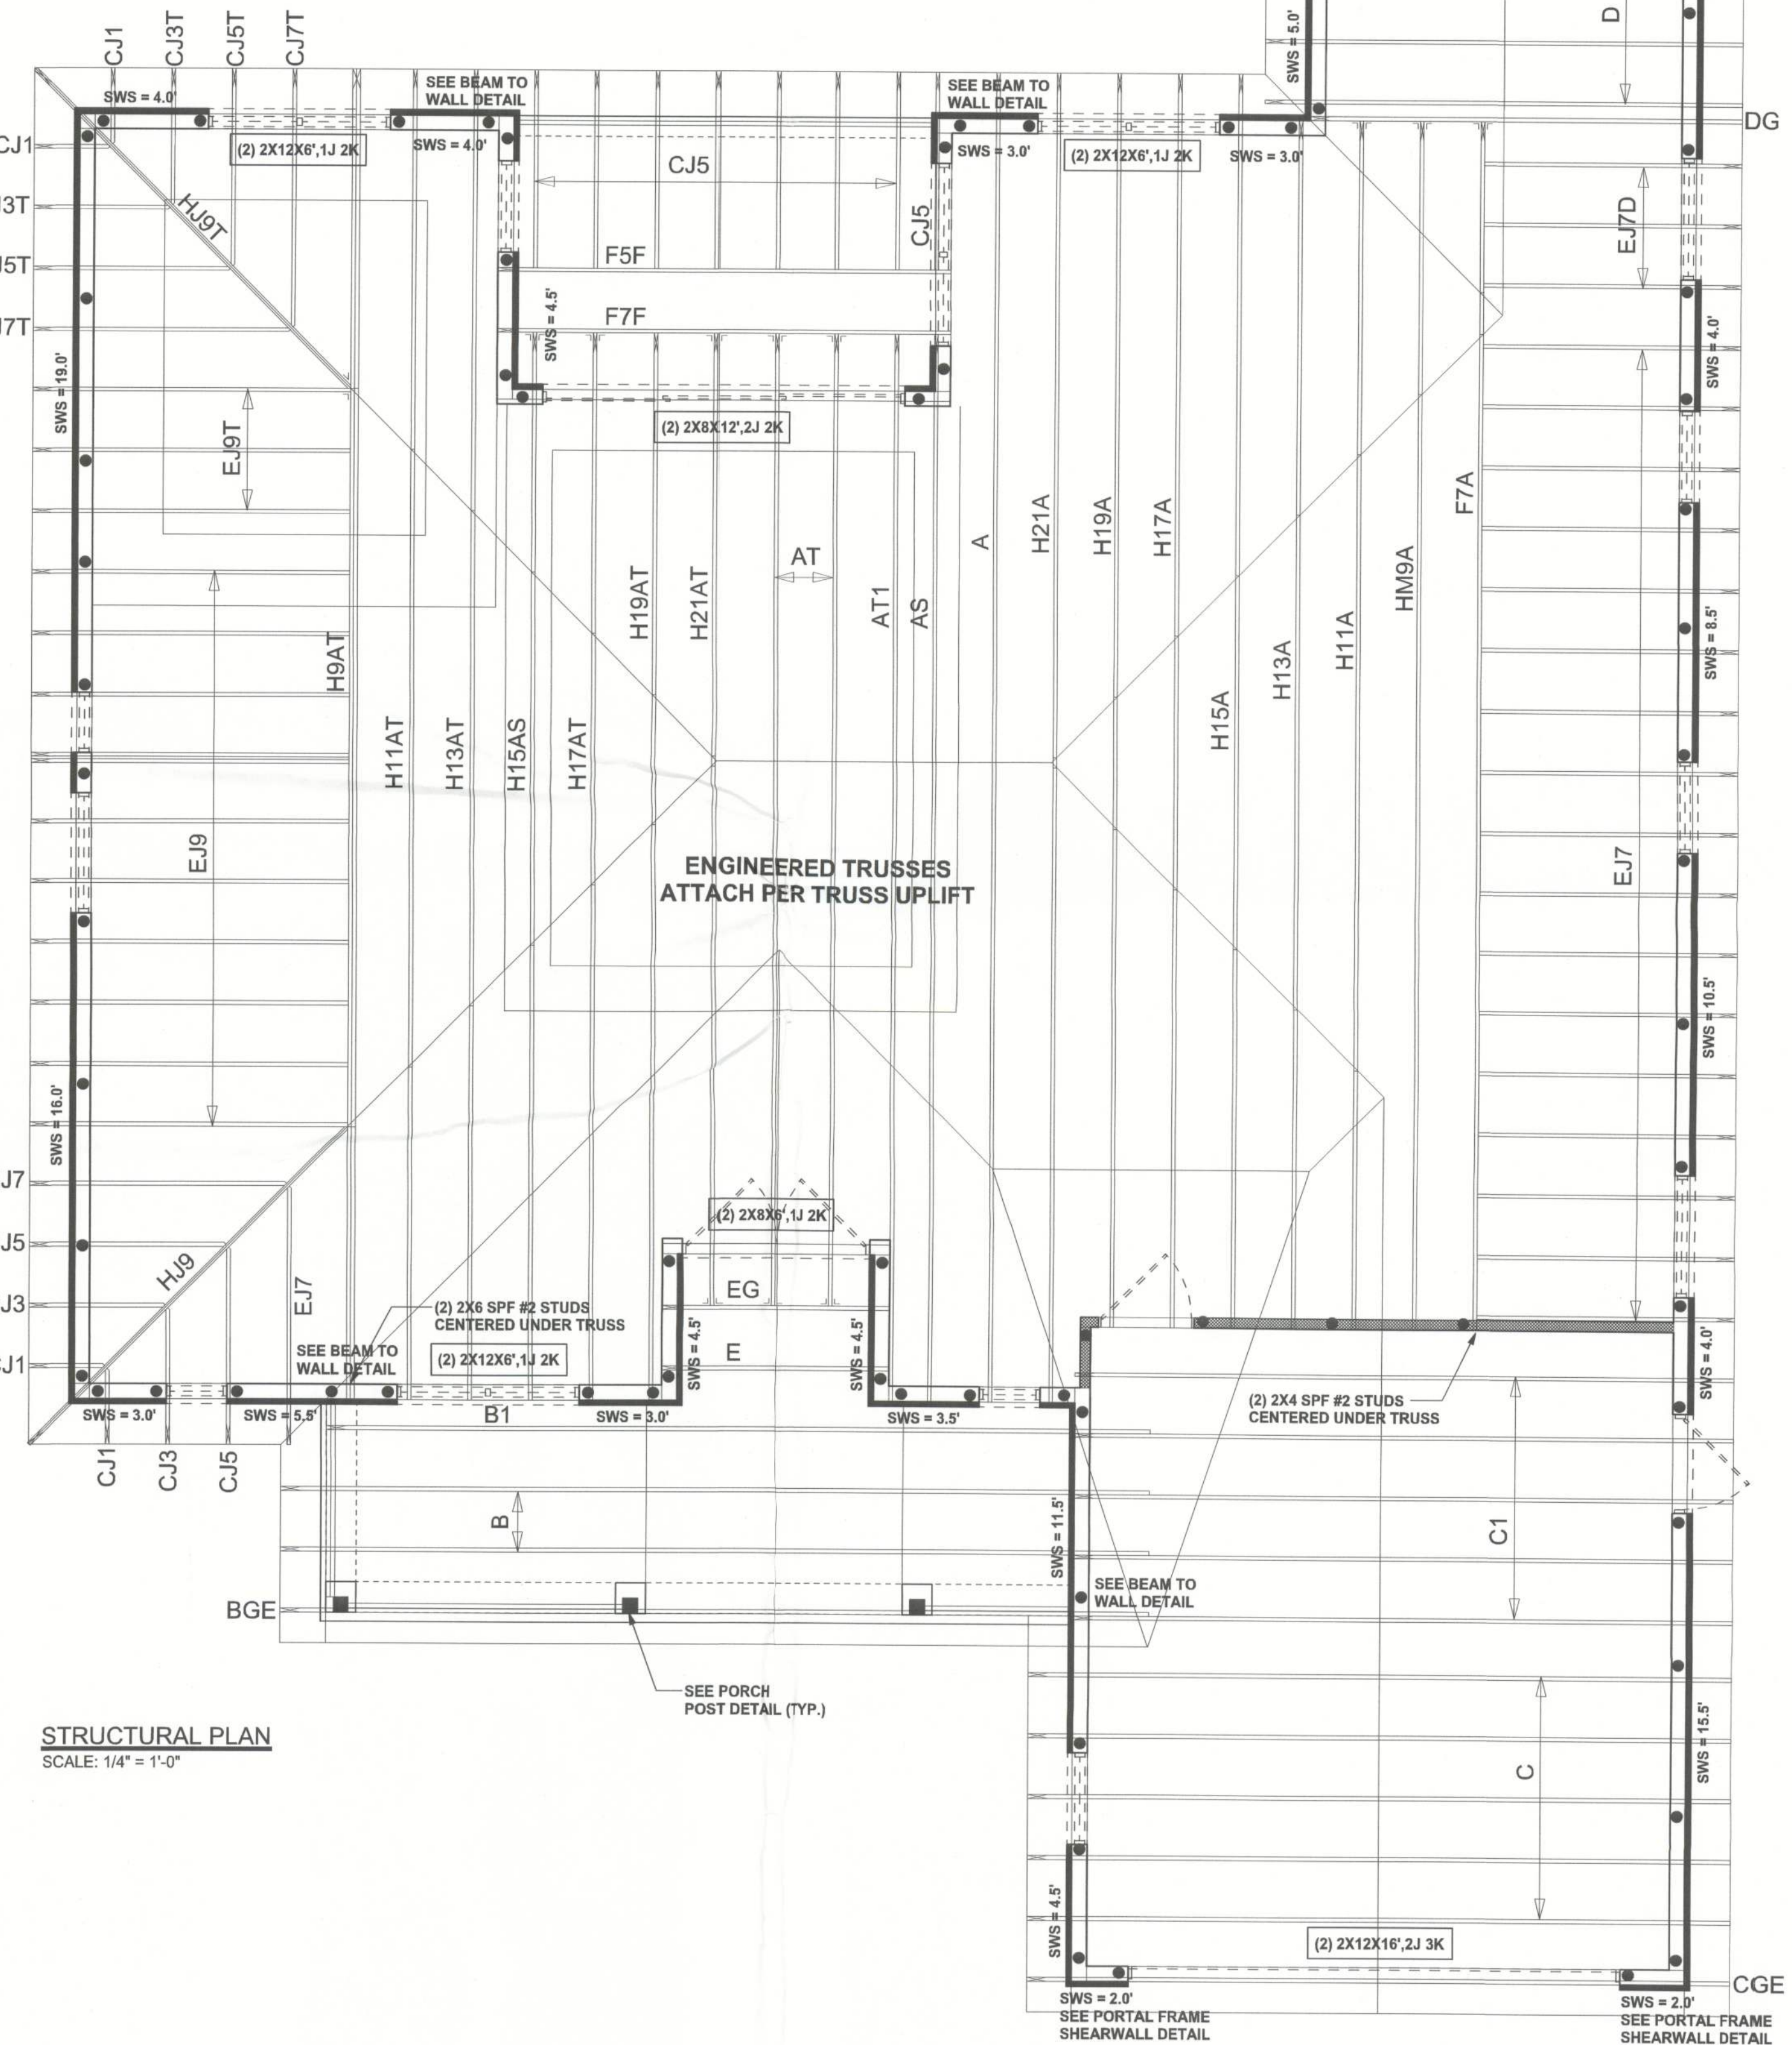 CJ1
CJ3T
CJ5T
CJ7T
SWS = 5.0'
D
SWS = 4.0'
SEE BEAM TO
WALL DETAIL
SEE BEAM TO
WALL DETAIL
DG
CJ1
(2) 2X12X6',1J 2K
SWS = 4.0'
CJ5
SWS = 3.0'
(2) 2X12X6',1J 2K
SWS = 3.0'
J3T
HJ9T
CJ5
EJ7D
J5T
F5F
J7T
F7F
SWS = 4.5'
SWS = 19.0'
SWS = 4.0'
EJ9T
(2) 2X8X12',2J 2K
F7A
A
H21A
H19A
H17A
AT
H19AT
H21AT
AT1
AS
HM9A
H11A
H13A
SWS = 8.5'
H9AT
H11AT
H13AT
H15AS
H17AT
H15A
EJ9
ENGINEERED TRUSSES
ATTACH PER TRUSS UPLIFT
EJ7
SWS = 10.5'
SWS = 16.0'
J7
(2) 2X8X6',1J 2K
J5
HJ9
EJ7
EG
J3
(2) 2X6 SPF #2 STUDS
CENTERED UNDER TRUSS
SEE BEAM TO
WALL DETAIL
(2) 2X12X6',1J 2K
SWS = 4.5'
E
SWS = 4.5'
SWS = 4.0'
CJ1
(2) 2X4 SPF #2 STUDS
CENTERED UNDER TRUSS
SWS = 3.0'
SWS = 5.5'
B1
SWS = 3.0'
SWS = 3.5'
CJ1
CJ3
CJ5
B
SWS = 11.5'
C1
SEE BEAM TO
WALL DETAIL
BGE
SEE PORCH
POST DETAIL (TYP.)
STRUCTURAL PLAN
SCALE: 1/4" = 1'-0"
C
SWS = 15.5'
SWS = 4.5'
(2) 2X12X16',2J 3K
CGE
SWS = 2.0'
SEE PORTAL FRAME
SHEARWALL DETAIL
SWS = 2.0'
SEE PORTAL FRAME
SHEARWALL DETAIL